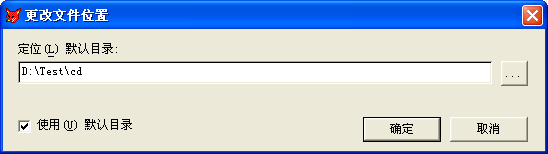 更改文件位置
定位(L) 默认目录:
D:\Test\cd
...
使用(U) 默认目录
确定
取消